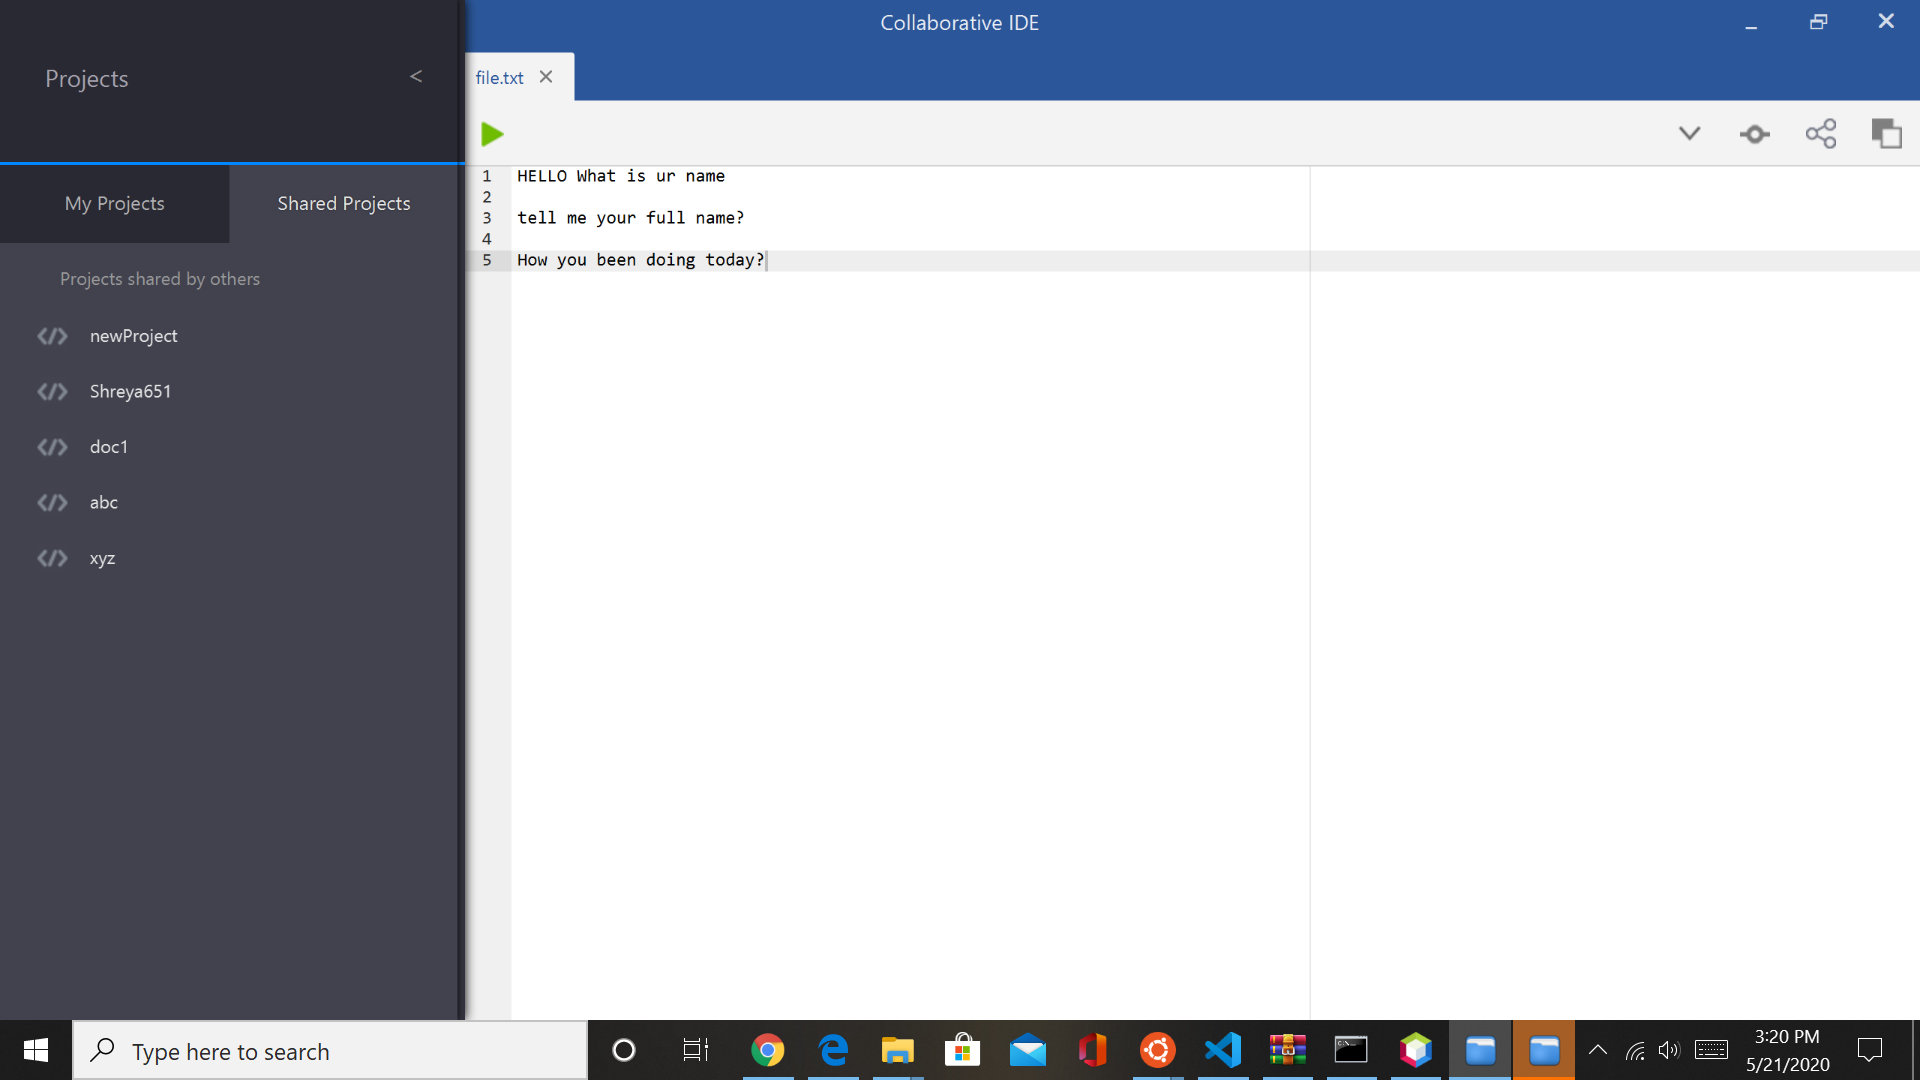 Collaborative IDE
Projects <
file.txt
My Projects
Shared Projects
Projects shared by others
newProject
Shreya651
doc1
abc
xyz
1 HELLO What is ur name
2
3 tell me your full name?
4
5 How you been doing today?
Type here to search
3:20 PM
5/21/2020